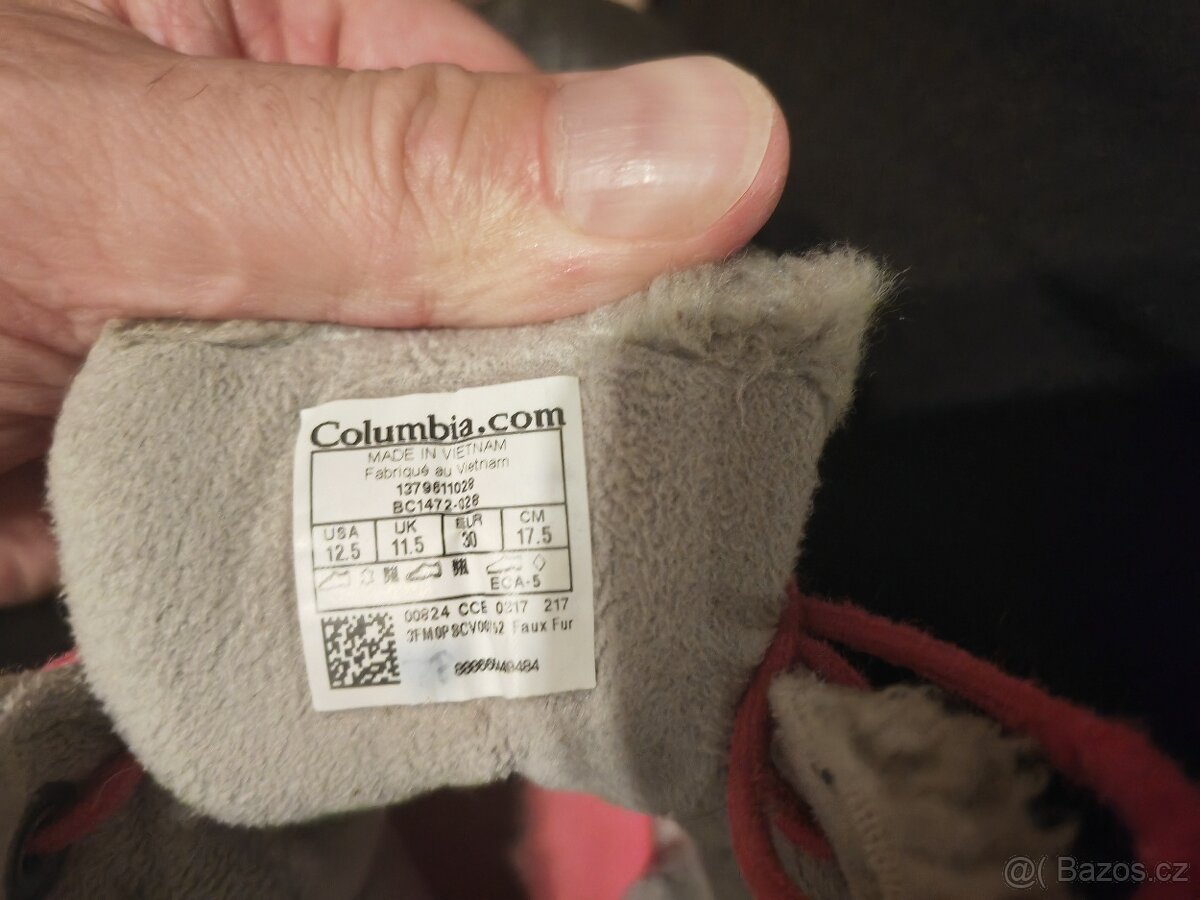 Columbia.com
MADE IN VIETNAM
Fabriqué au Vietnam
1379611028
BC1472-028
USA UK EUR CM
12.5 11.5 30 17.5
ECA-5
00824 CCE 0317 217
Faux Fur
@( Bazos.cz